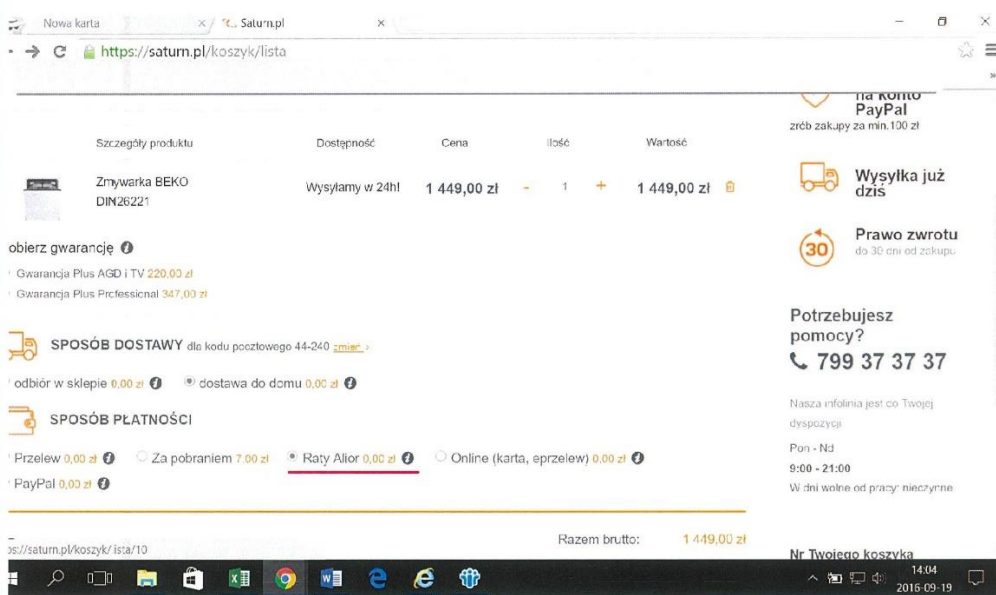 Nowa karta
Saturn.pl
https://saturn.pl/koszyk/lista
na konto
PayPal
zrób zakupy za min.100 zł
Szczegóły produktu Dostępność Cena Ilość Wartość
Zmywarka BEKO
DIN26221
Wysyłamy w 24h! 1 449,00 zł - 1 + 1 449,00 zł
Wysyłka już
dziś
Prawo zwrotu
do 30 dni od zakupu
30
obierz gwarancję
Gwarancja Plus AGD i TV 220,00 zł
Gwarancja Plus Professional 347,00 zł
SPOSÓB DOSTAWY dla kodu pocztowego 44-240 zmień >
odbiór w sklepie 0,00 zł dostawa do domu 0,00 zł
SPOSÓB PŁATNOŚCI
Przelew 0,00 zł Za pobraniem 7,00 zł Raty Alior 0,00 zł Online (karta, eprzelew) 0,00 zł
PayPal 0,00 zł
Potrzebujesz
pomocy?
799 37 37 37
Nasza infolinia jest do Twojej
dyspozycji
Pon - Nd
9:00 - 21:00
W dni wolne od pracy: nieczynne
Razem brutto: 1 449,00 zł
Nr Twojego koszyka
ps://saturn.pl/koszyk/lista/10
14:04
2016-09-19